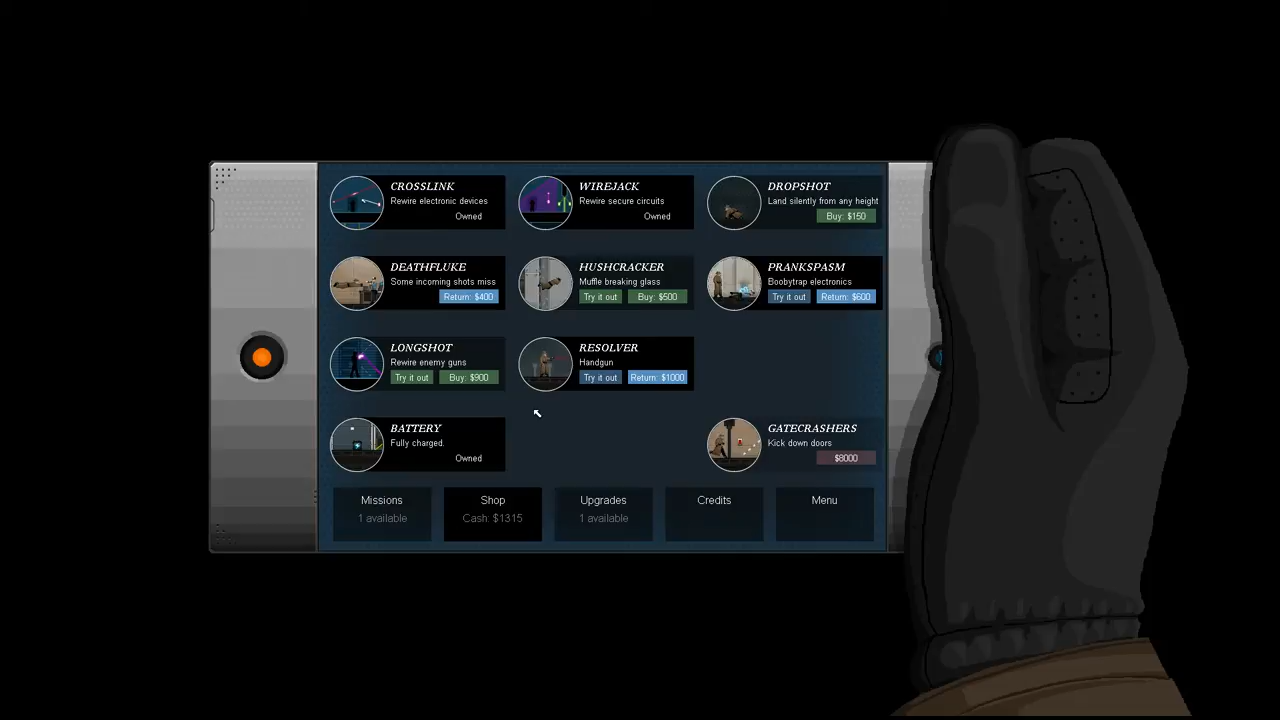 CROSSLINK
Rewire electronic devices
Owned
WIREJACK
Rewire secure circuits
Owned
DROPSHOT
Land silently from any height
Buy: $150
DEATHFLUKE
Some incoming shots miss
Return: $400
HUSHCRACKER
Muffle breaking glass
Try it out Buy: $500
PRANKSPASM
Boobytrap electronics
Try it out Return: $600
LONGSHOT
Rewire enemy guns
Try it out Buy: $900
RESOLVER
Handgun
Try it out Return: $1000
BATTERY
Fully charged.
Owned
GATECRASHERS
Kick down doors
$8000
Missions
1 available
Shop
Cash: $1315
Upgrades
1 available
Credits
Menu